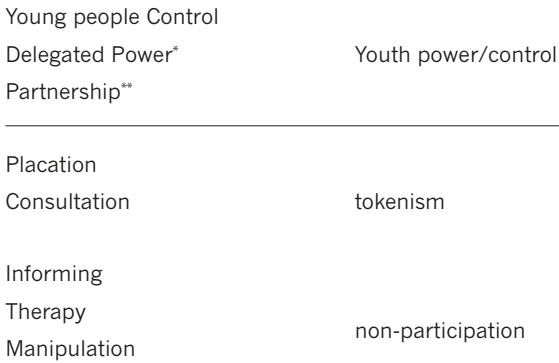 Young people Control
Delegated Power* Youth power/control
Partnership**
Placation
Consultation tokenism
Informing
Therapy
non-participation
Manipulation